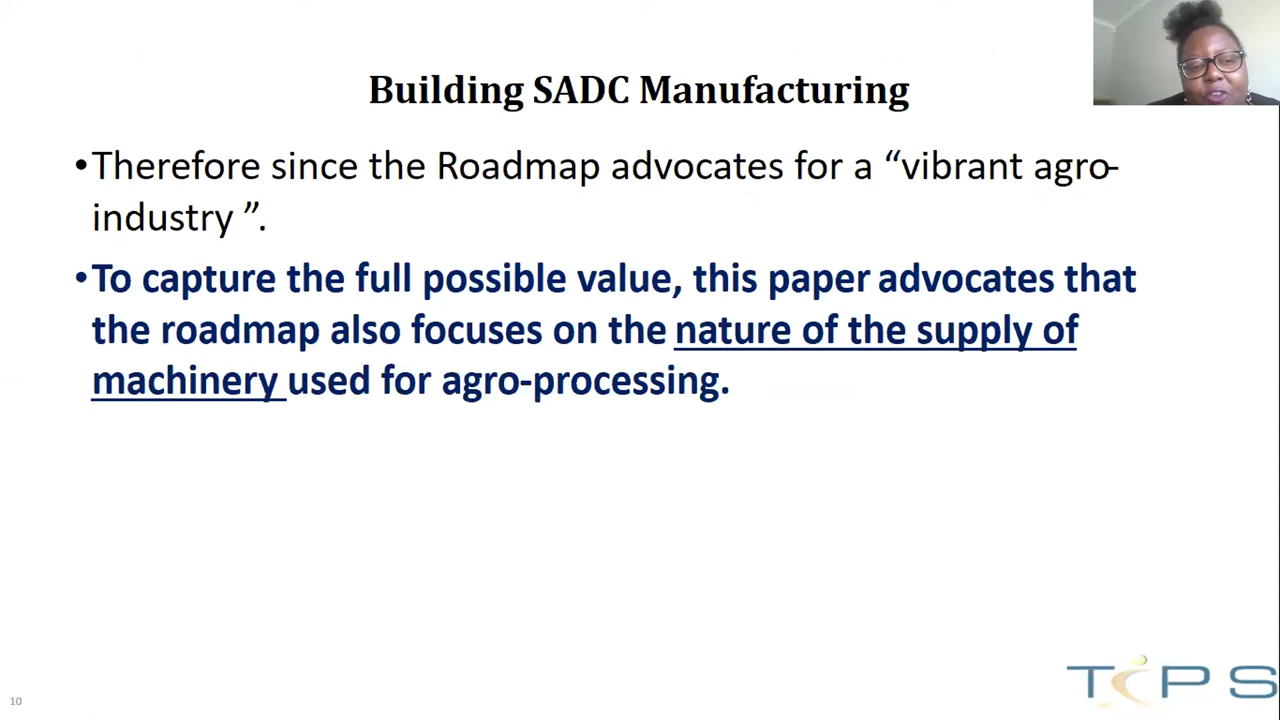 Building SADC Manufacturing
•Therefore since the Roadmap advocates for a “vibrant agro-
industry ”.
•To capture the full possible value, this paper advocates that
the roadmap also focuses on the nature of the supply of
machinery used for agro-processing.
10
TIPS